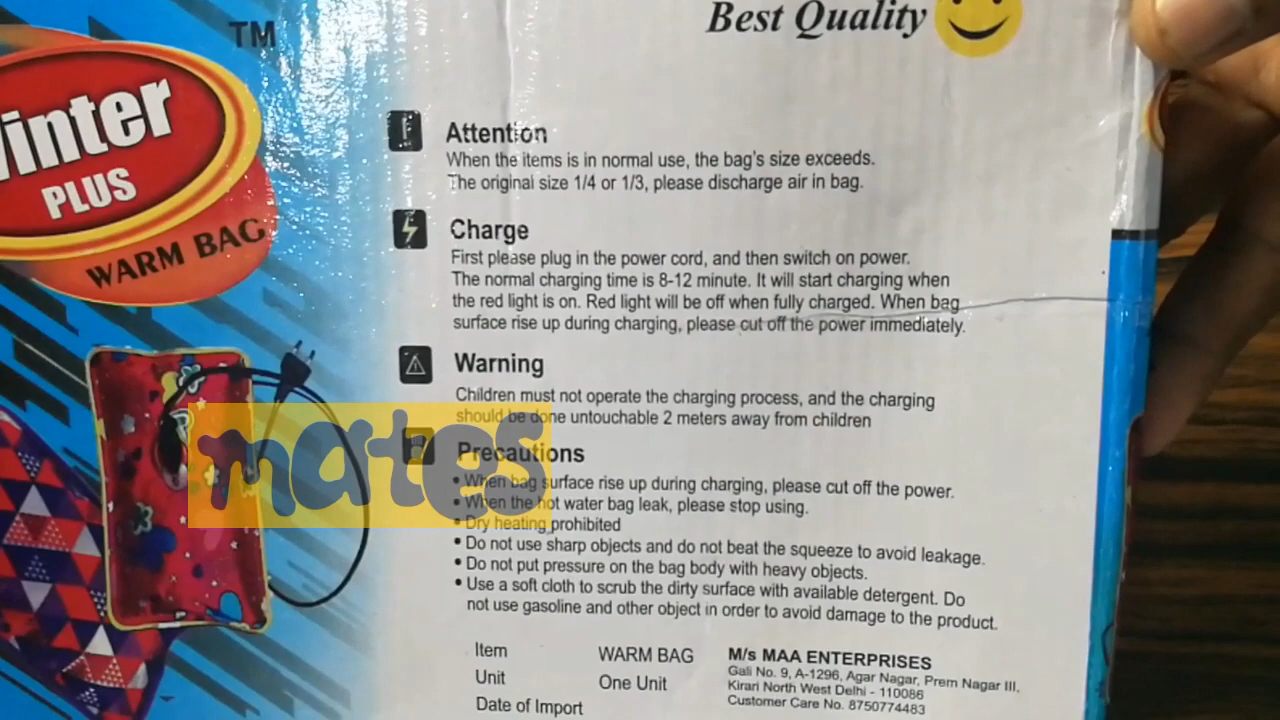 Best Quality
TM
Winter
PLUS
WARM BAG
Attention
When the items is in normal use, the bag's size exceeds.
The original size 1/4 or 1/3, please discharge air in bag.
Charge
First please plug in the power cord, and then switch on power.
The normal charging time is 8-12 minute. It will start charging when
the red light is on. Red light will be off when fully charged. When bag
surface rise up during charging, please cut off the power immediately.
Warning
Children must not operate the charging process, and the charging
should be done untouchable 2 meters away from children
mates
Precautions
• When bag surface rise up during charging, please cut off the power.
• When the hot water bag leak, please stop using.
• Dry heating prohibited
• Do not use sharp objects and do not beat the squeeze to avoid leakage.
• Do not put pressure on the bag body with heavy objects.
• Use a soft cloth to scrub the dirty surface with available detergent. Do
not use gasoline and other object in order to avoid damage to the product.
Item WARM BAG
Unit One Unit
Date of Import
M/s MAA ENTERPRISES
Gali No. 9, A-1296, Agar Nagar, Prem Nagar III,
Kirari North West Delhi - 110086
Customer Care No. 8750774483